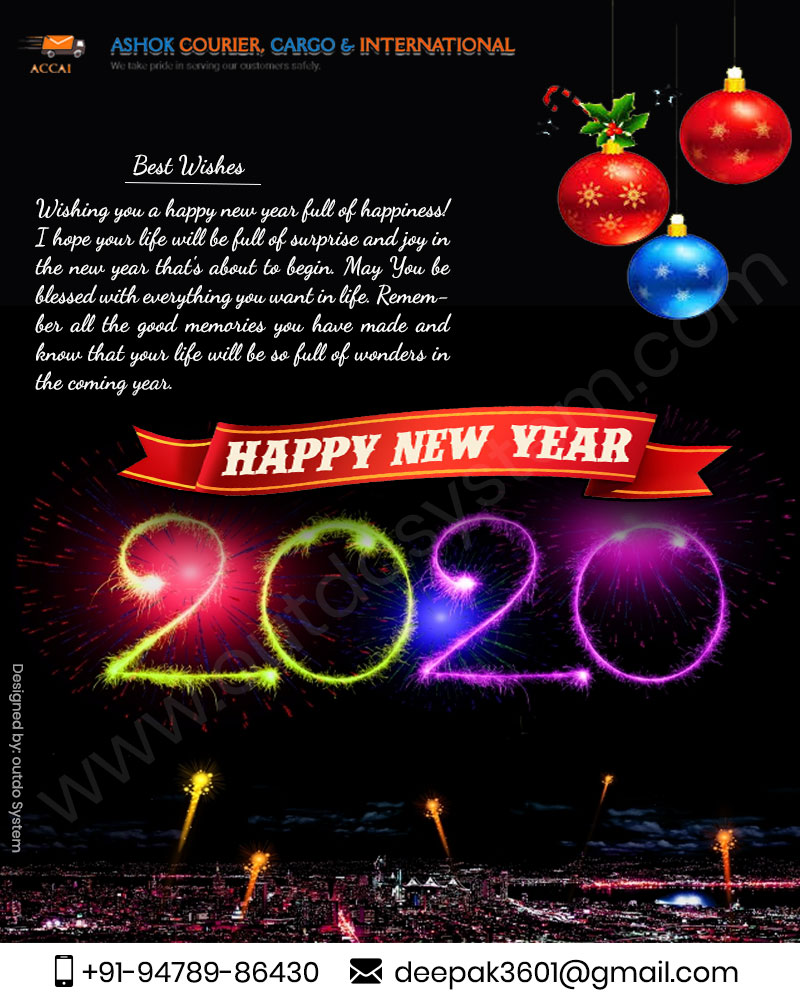 ASHOK COURIER, CARGO & INTERNATIONAL
ACCAI
We take pride in serving our customers safely.
Best Wishes
Wishing you a happy new year full of happiness!
I hope your life will be full of surprise and joy in
the new year that's about to begin. May You be
blessed with everything you want in life. Remem-
ber all the good memories you have made and
know that your life will be so full of wonders in
the coming year.
HAPPY NEW YEAR
2020
www.outdosystem.com
Designed by: outdo System
+91-94789-86430
deepak3601@gmail.com